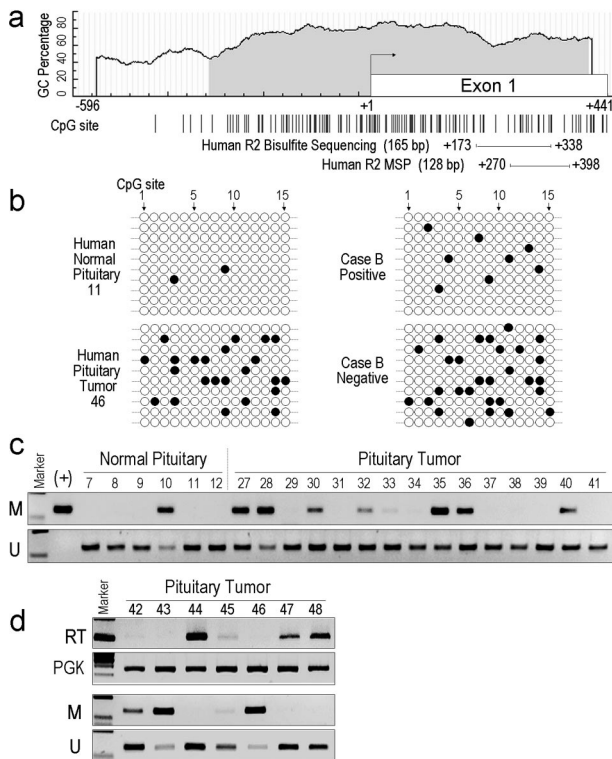 a
GC Percentage
80
60
40
20
0
Exon 1
-596
+1
+441
CpG site
Human R2 Bisulfite Sequencing (165 bp) +173 +338
Human R2 MSP (128 bp) +270 +398
b
CpG site
1 5 10 15
1 5 10 15
Human
Normal
Pituitary
11
Case B
Positive
Human
Pituitary
Tumor
46
Case B
Negative
c
Marker
(+)
Normal Pituitary
Pituitary Tumor
7 8 9 10 11 12 27 28 29 30 31 32 33 34 35 36 37 38 39 40 41
M
U
d
Marker
Pituitary Tumor
42 43 44 45 46 47 48
RT
PGK
M
U